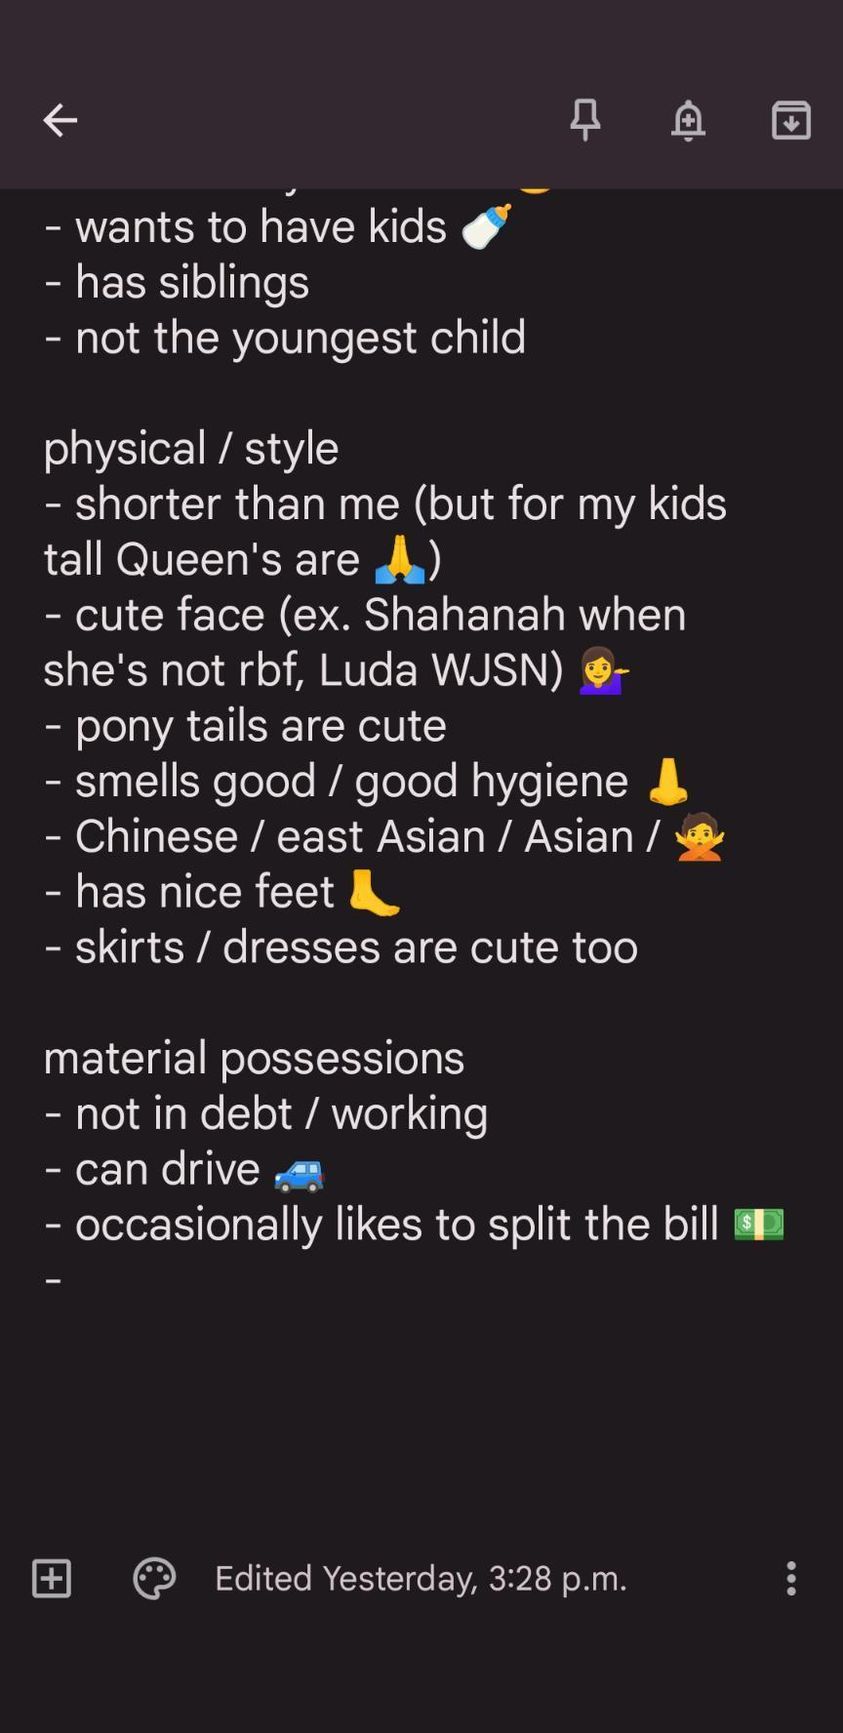 - wants to have kids 🍼
- has siblings
- not the youngest child
physical / style
- shorter than me (but for my kids
tall Queen's are 🙏)
- cute face (ex. Shahanah when
she's not rbf, Luda WJSN) 💁‍♀️
- pony tails are cute
- smells good / good hygiene 👃
- Chinese / east Asian / Asian / 🙅
- has nice feet 🦶
- skirts / dresses are cute too
material possessions
- not in debt / working
- can drive 🚙
- occasionally likes to split the bill 💵
-
Edited Yesterday, 3:28 p.m.